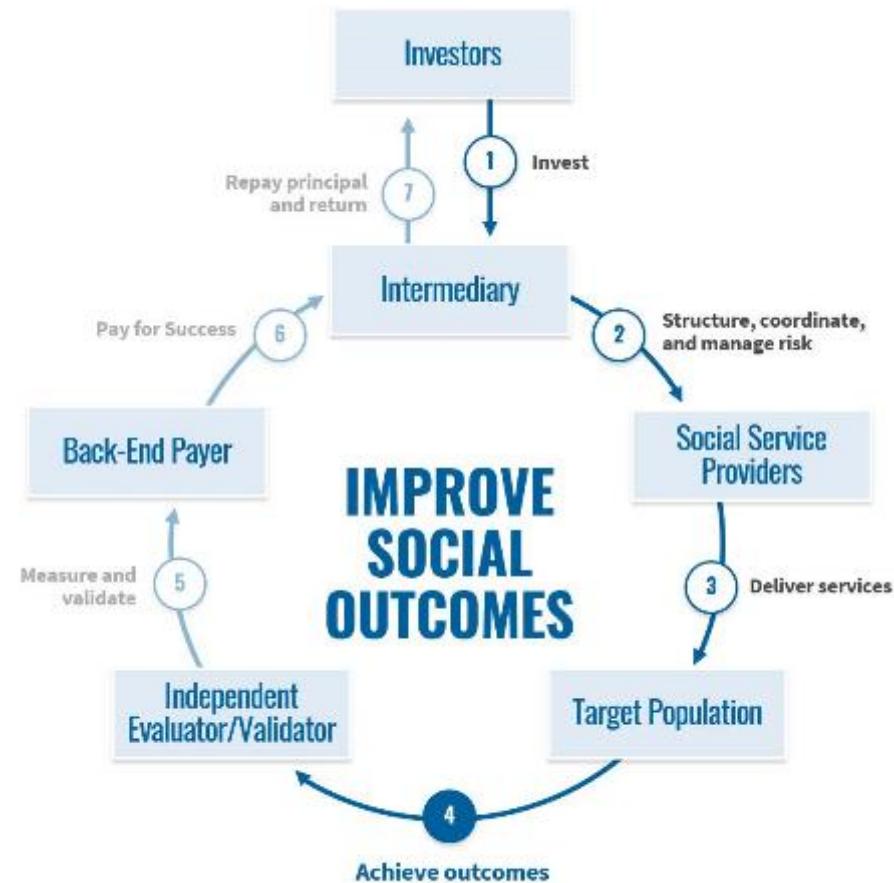 Investors
1
Invest
7
Repay principal
and return
Intermediary
2
Structure, coordinate,
and manage risk
Pay for Success
6
Back-End Payer
Social Service
Providers
IMPROVE
SOCIAL
OUTCOMES
Measure and
validate
5
3
Deliver services
Independent
Evaluator/Validator
Target Population
4
Achieve outcomes